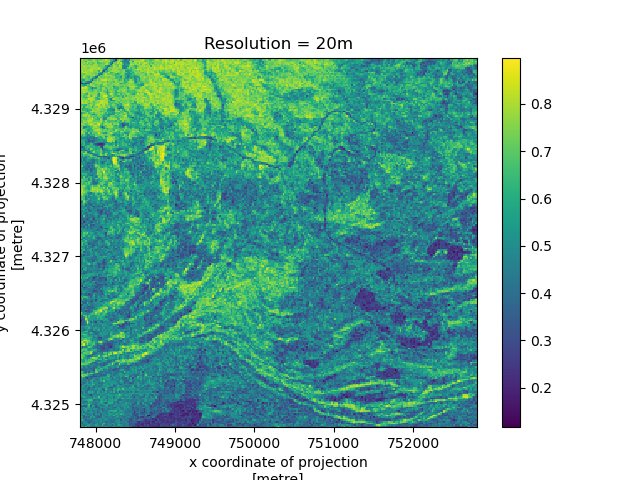 Resolution = 20m
1e6
4.329
4.328
4.327
4.326
4.325
y coordinate of projection
[metre]
748000 749000 750000 751000 752000
x coordinate of projection
[metre]
0.8
0.7
0.6
0.5
0.4
0.3
0.2